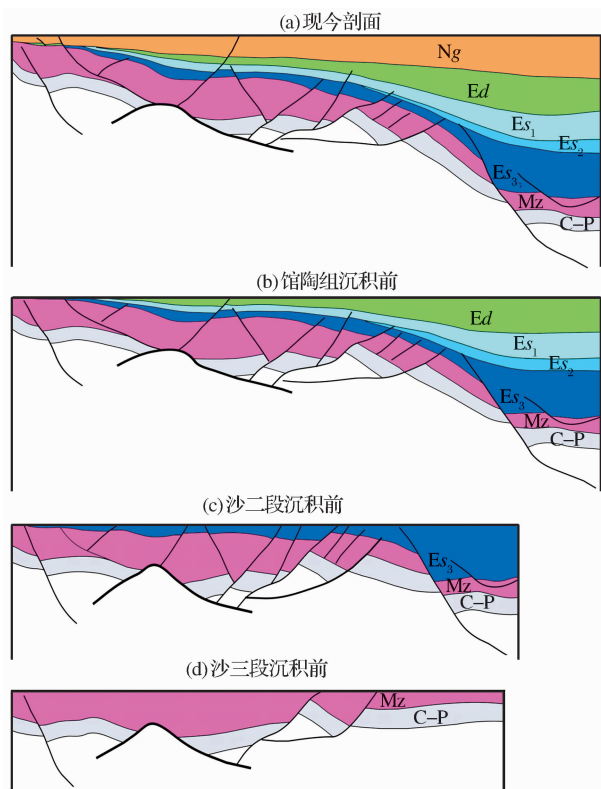 (a)现今剖面
Ng
Ed
Es₁
Es₂
Es₃
Mz
C–P
(b)馆陶组沉积前
Ed
Es₁
Es₂
Es₃
Mz
C–P
(c)沙二段沉积前
Es₃
Mz
C–P
(d)沙三段沉积前
Mz
C–P